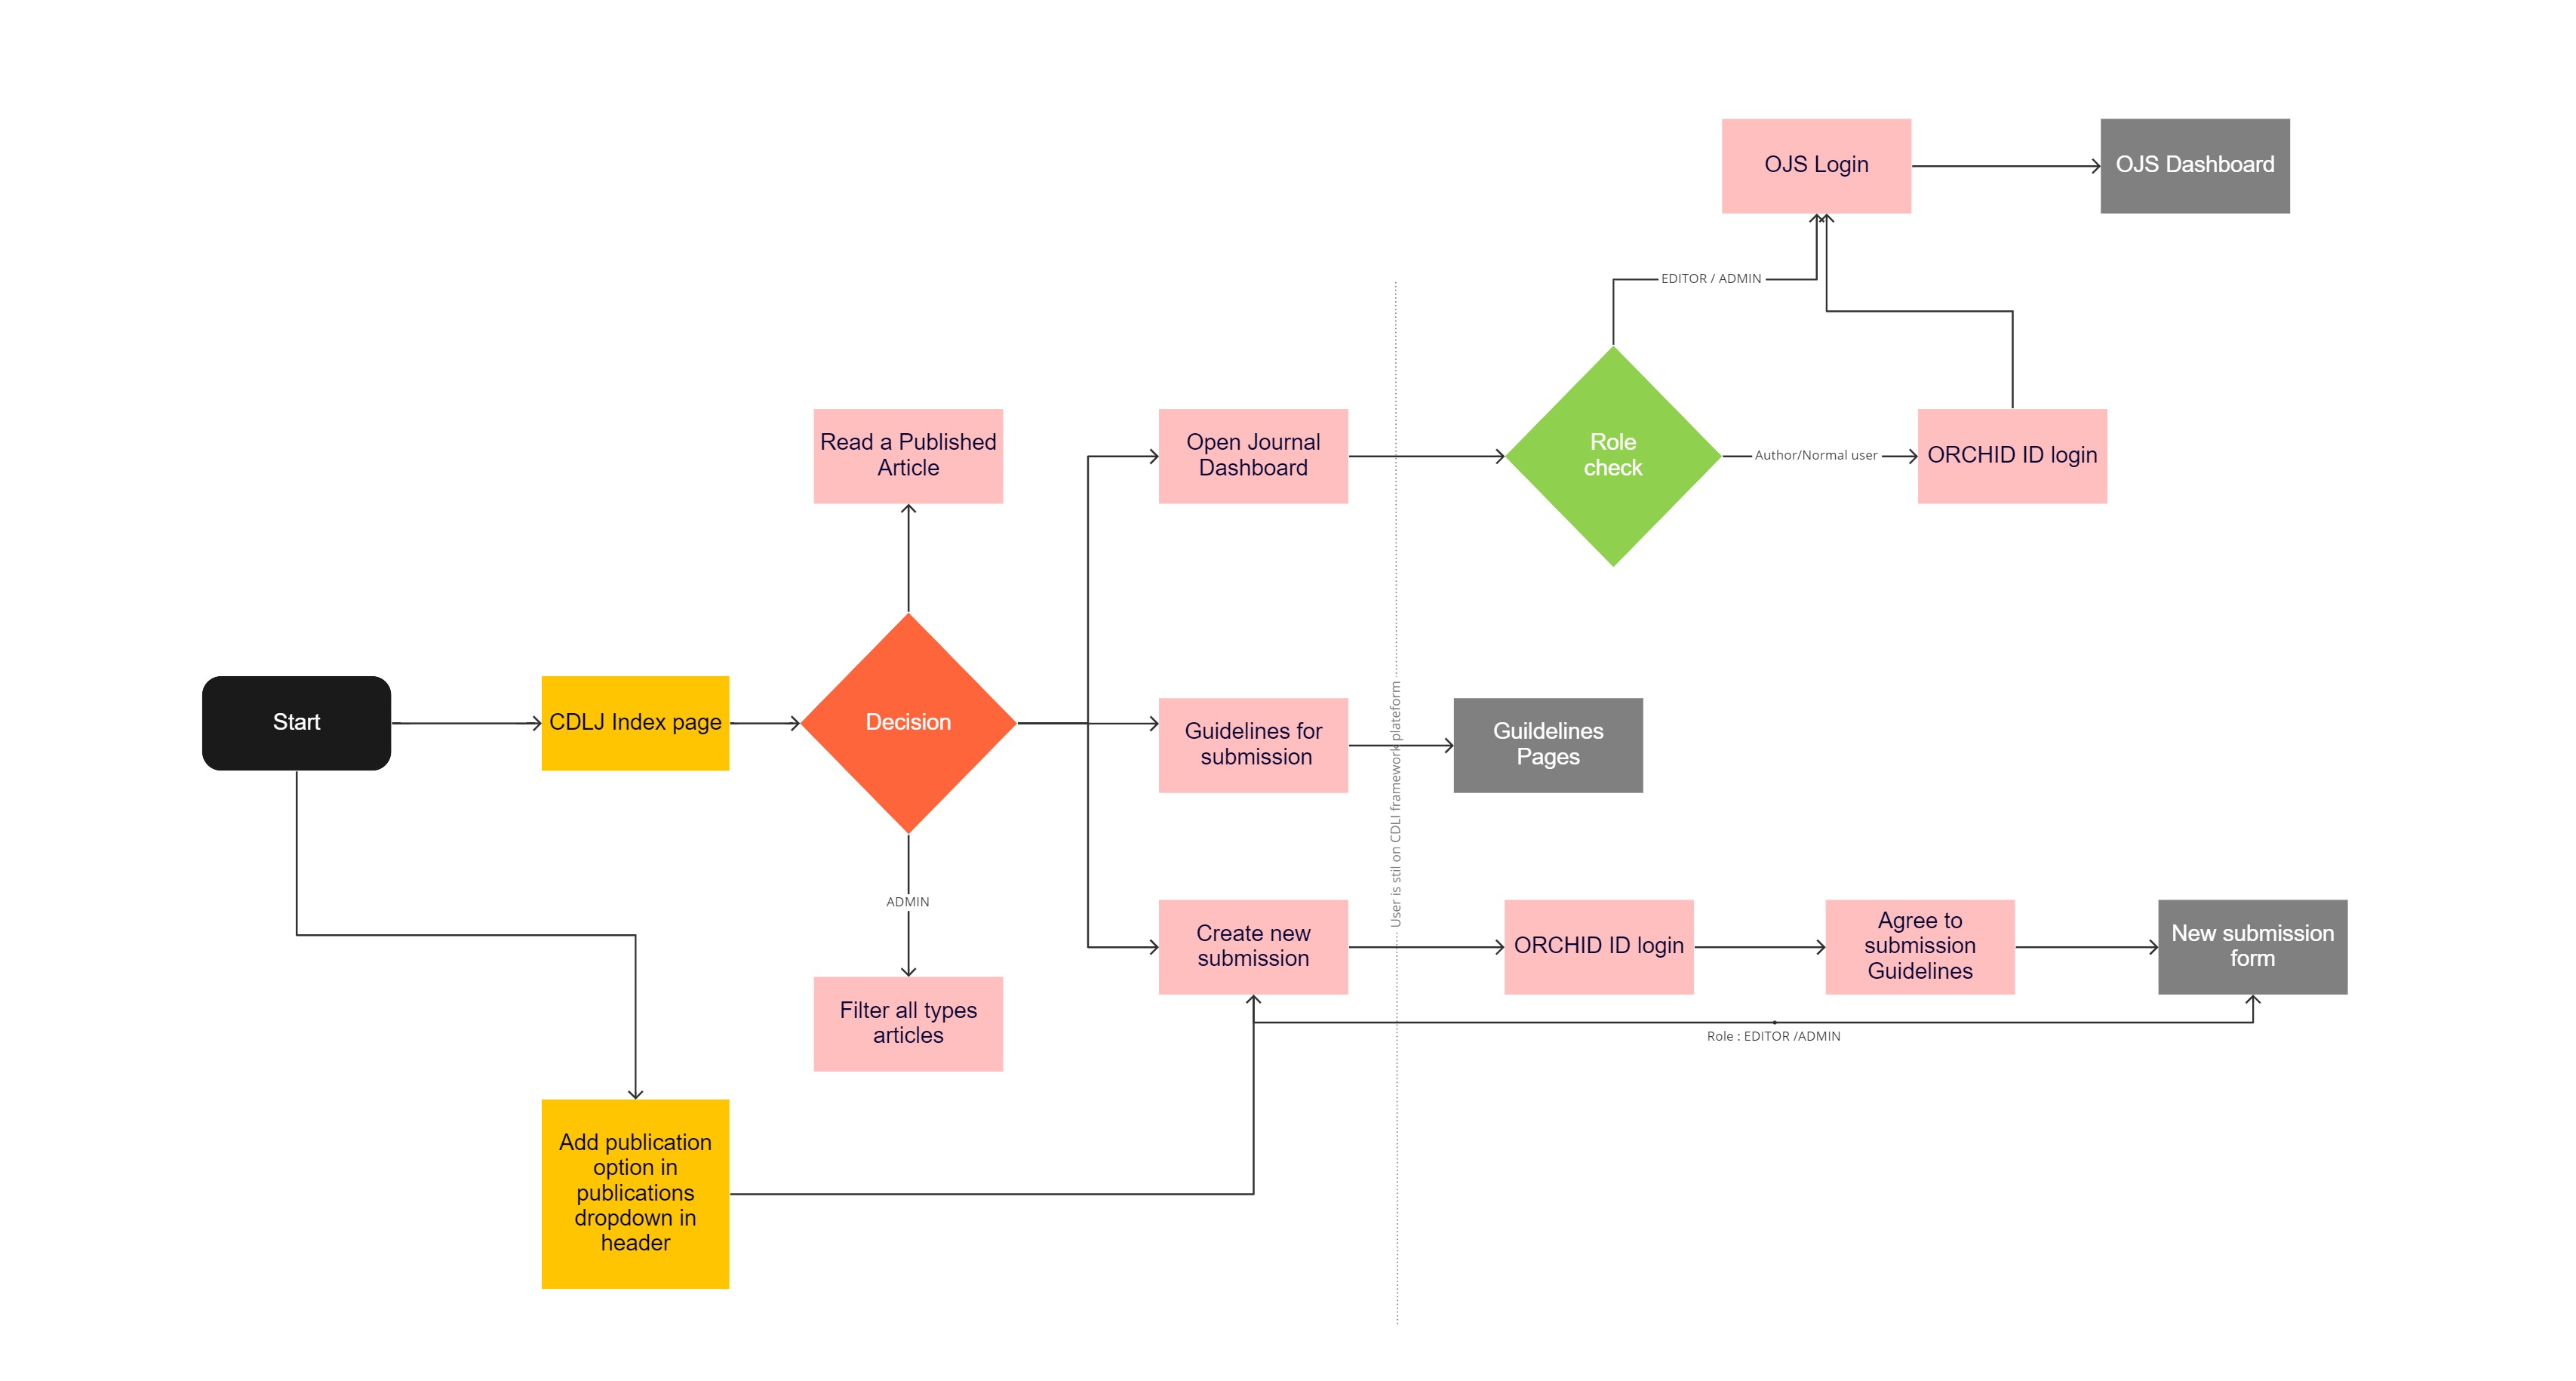 OJS Login
OJS Dashboard
EDITOR / ADMIN
Read a Published
Article
Open Journal
Dashboard
Role
check
Author/Normal user
ORCHID ID login
Start
CDLJ Index page
Decision
Guidelines for
submission
User is stil on CDLI framework plateform
Guildelines
Pages
ADMIN
Filter all types
articles
Create new
submission
ORCHID ID login
Agree to
submission
Guidelines
New submission
form
Role : EDITOR /ADMIN
Add publication
option in
publications
dropdown in
header